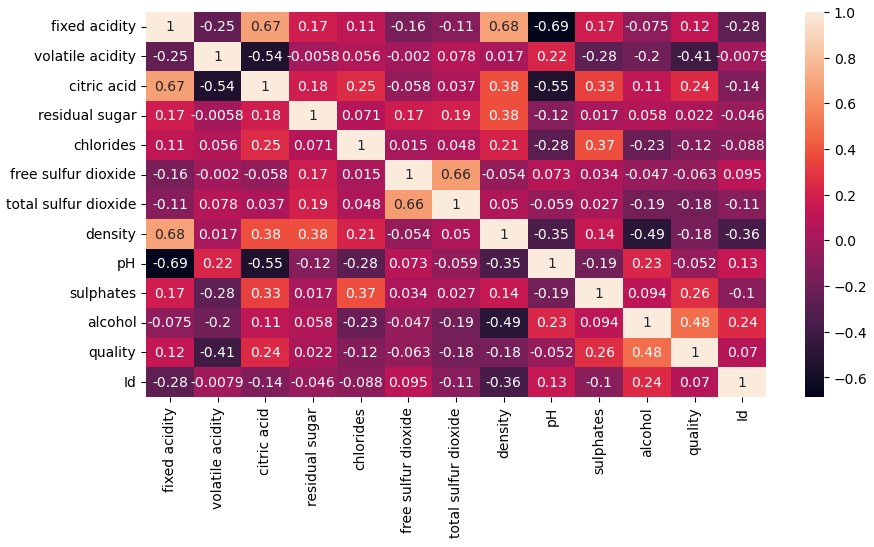 fixed acidity 1 -0.25 0.67 0.17 0.11 -0.16 -0.11 0.68 -0.69 0.17 -0.075 0.12 -0.28
volatile acidity -0.25 1 -0.54 -0.0058 0.056 -0.002 0.078 0.017 0.22 -0.28 -0.2 -0.41 -0.0079
citric acid 0.67 -0.54 1 0.18 0.25 -0.058 0.037 0.38 -0.55 0.33 0.11 0.24 -0.14
residual sugar 0.17 -0.0058 0.18 1 0.071 0.17 0.19 0.38 -0.12 0.017 0.058 0.022 -0.046
chlorides 0.11 0.056 0.25 0.071 1 0.015 0.048 0.21 -0.28 0.37 -0.23 -0.12 -0.088
free sulfur dioxide -0.16 -0.002 -0.058 0.17 0.015 1 0.66 -0.054 0.073 0.034 -0.047 -0.063 0.095
total sulfur dioxide -0.11 0.078 0.037 0.19 0.048 0.66 1 0.05 -0.059 0.027 -0.19 -0.18 -0.11
density 0.68 0.017 0.38 0.38 0.21 -0.054 0.05 1 -0.35 0.14 -0.49 -0.18 -0.36
pH -0.69 0.22 -0.55 -0.12 -0.28 0.073 -0.059 -0.35 1 -0.19 0.23 -0.052 0.13
sulphates 0.17 -0.28 0.33 0.017 0.37 0.034 0.027 0.14 -0.19 1 0.094 0.26 -0.1
alcohol -0.075 -0.2 0.11 0.058 -0.23 -0.047 -0.19 -0.49 0.23 0.094 1 0.48 0.24
quality 0.12 -0.41 0.24 0.022 -0.12 -0.063 -0.18 -0.18 -0.052 0.26 0.48 1 0.07
Id -0.28 -0.0079 -0.14 -0.046 -0.088 0.095 -0.11 -0.36 0.13 -0.1 0.24 0.07 1
fixed acidity
volatile acidity
citric acid
residual sugar
chlorides
free sulfur dioxide
total sulfur dioxide
density
pH
sulphates
alcohol
quality
Id
1.0
0.8
0.6
0.4
0.2
0.0
−0.2
−0.4
−0.6